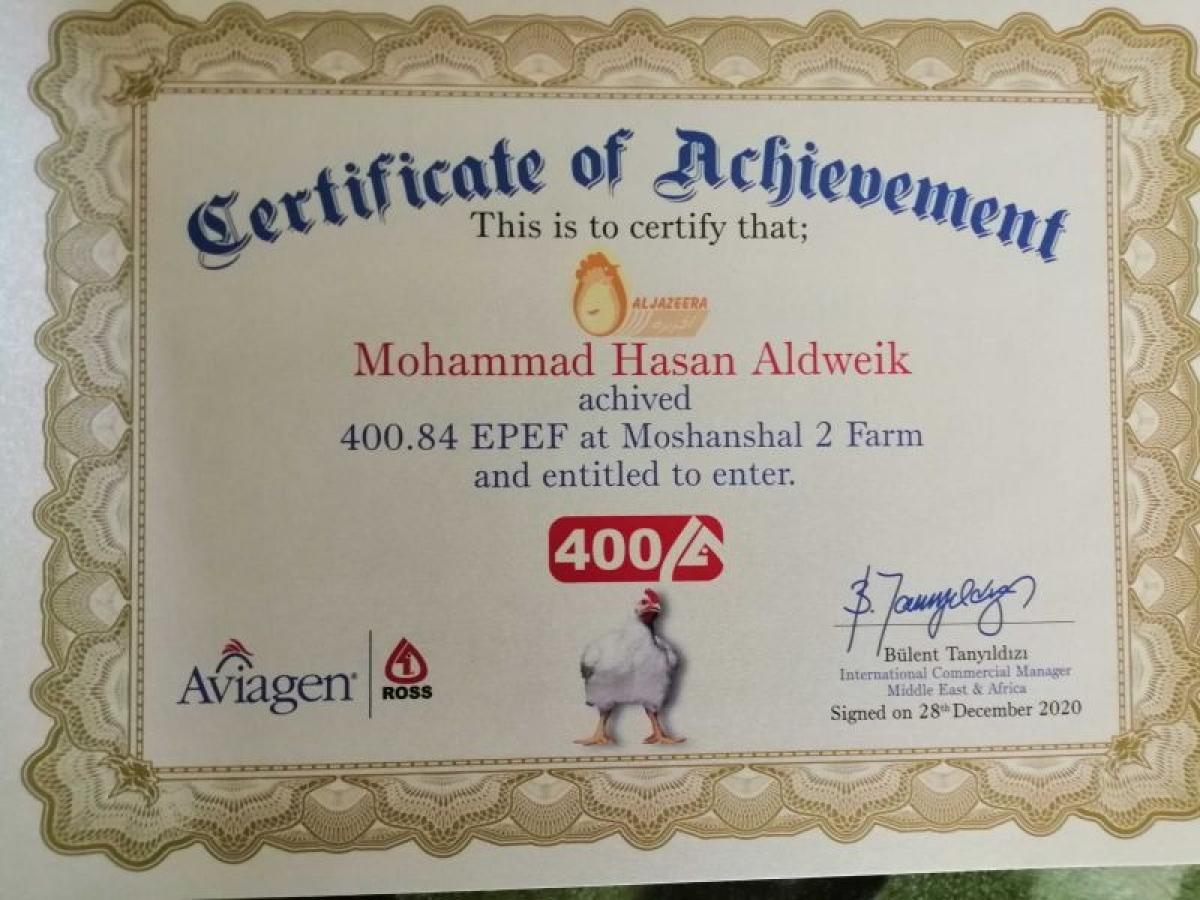 Certificate of Achievement
This is to certify that;
ALJAZEERA
Mohammad Hasan Aldweik
achived
400.84 EPEF at Moshanshal 2 Farm
and entitled to enter.
400
Aviagen
ROSS
B. Tanyıldızı
Bülent Tanyıldızı
International Commercial Manager
Middle East & Africa
Signed on 28th December 2020